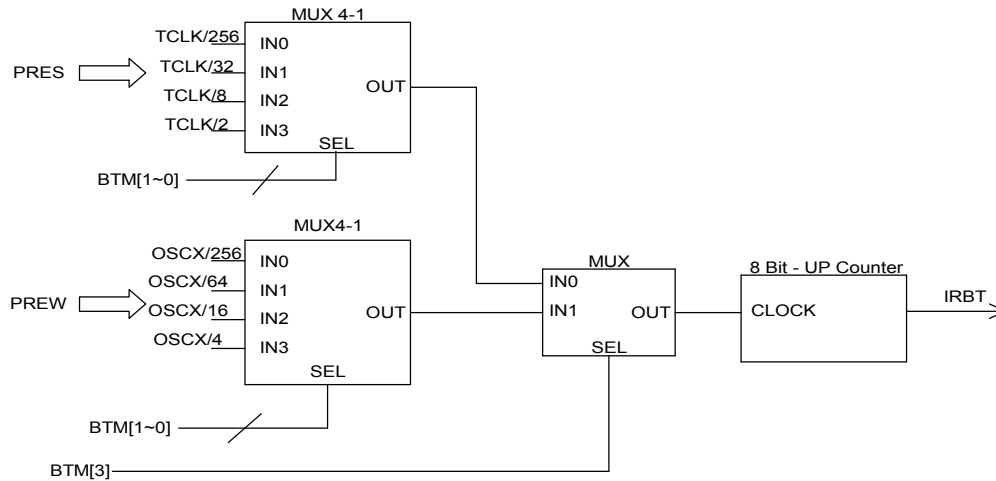 MUX 4-1
TCLK/256
IN0
PRES
TCLK/32
IN1
OUT
TCLK/8
IN2
TCLK/2
IN3
SEL
BTM[1~0]
MUX4-1
OSCX/256
IN0
OSCX/64
IN1
PREW
OSCX/16
IN2
OUT
OSCX/4
IN3
SEL
BTM[1~0]
BTM[3]
MUX
IN0
IN1
OUT
SEL
8 Bit - UP Counter
CLOCK
IRBT